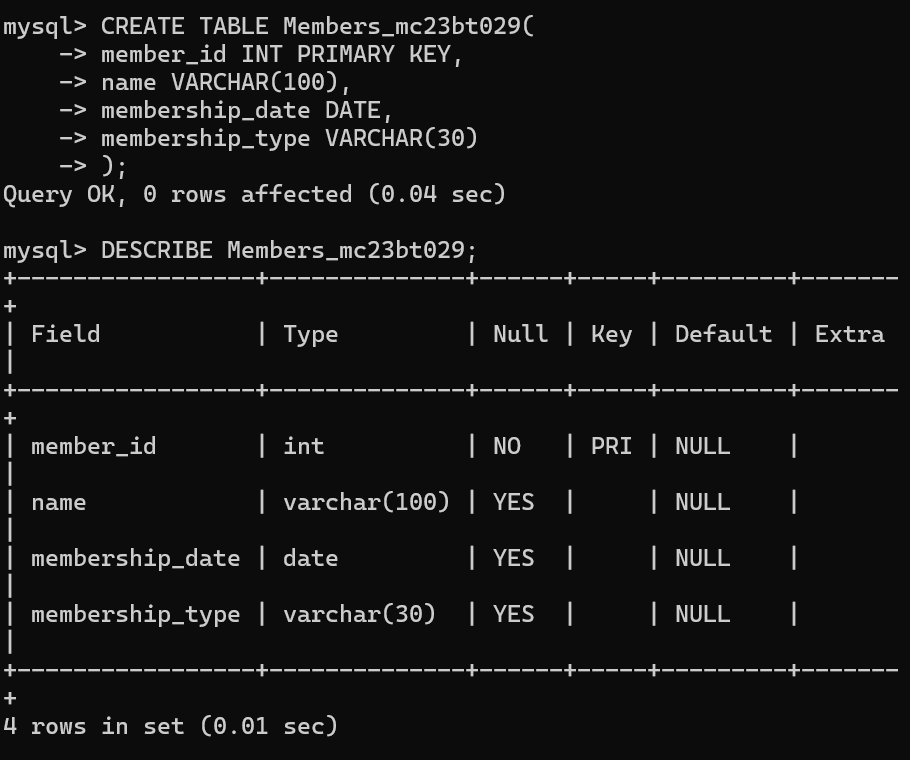 mysql> CREATE TABLE Members_mc23bt029(
    -> member_id INT PRIMARY KEY,
    -> name VARCHAR(100),
    -> membership_date DATE,
    -> membership_type VARCHAR(30)
    -> );
Query OK, 0 rows affected (0.04 sec)

mysql> DESCRIBE Members_mc23bt029;
+-----------------+--------------+------+-----+---------+-------
+
| Field           | Type         | Null | Key | Default | Extra
|
+-----------------+--------------+------+-----+---------+-------
+
| member_id       | int          | NO   | PRI | NULL    |
|
| name            | varchar(100) | YES  |     | NULL    |
|
| membership_date | date         | YES  |     | NULL    |
|
| membership_type | varchar(30)  | YES  |     | NULL    |
|
+-----------------+--------------+------+-----+---------+-------
+
4 rows in set (0.01 sec)